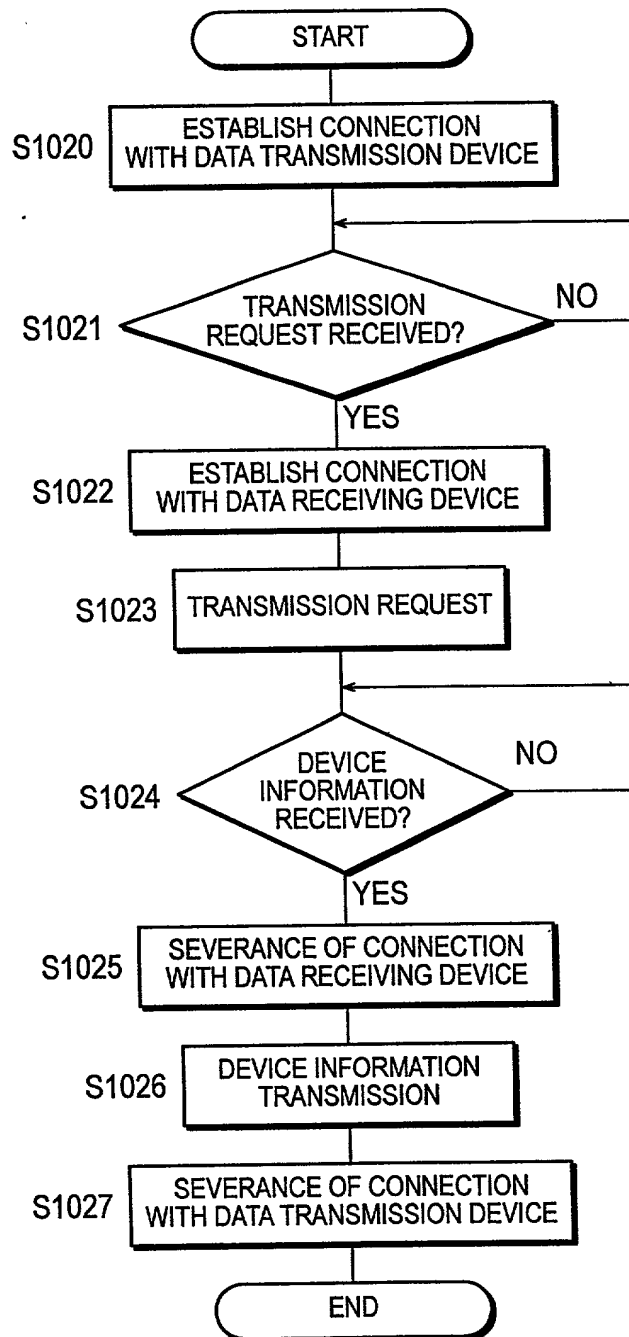 START
S1020
ESTABLISH CONNECTION
WITH DATA TRANSMISSION DEVICE
S1021
TRANSMISSION
REQUEST RECEIVED?
NO
YES
S1022
ESTABLISH CONNECTION
WITH DATA RECEIVING DEVICE
S1023
TRANSMISSION REQUEST
S1024
DEVICE
INFORMATION
RECEIVED?
NO
YES
S1025
SEVERANCE OF CONNECTION
WITH DATA RECEIVING DEVICE
S1026
DEVICE INFORMATION
TRANSMISSION
S1027
SEVERANCE OF CONNECTION
WITH DATA TRANSMISSION DEVICE
END